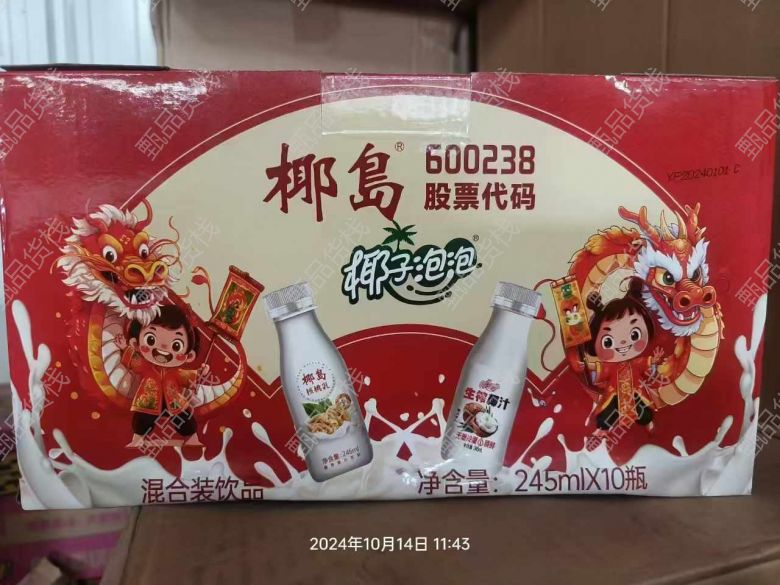 椰島®
600238
股票代码
YP20240101 C
椰子泡泡®
椰島
核桃乳
净含量:245ml
生榨椰汁
混合装饮品
净含量：245mlX10瓶
2024年10月14日 11:43
甄品货栈